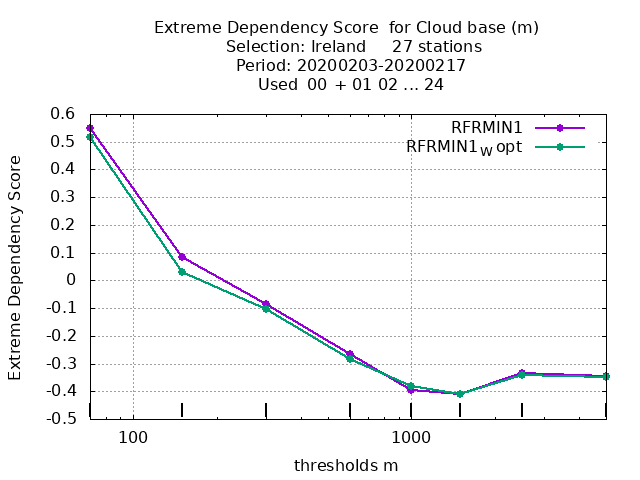 Extreme Dependency Score for Cloud base (m)
Selection: Ireland 27 stations
Period: 20200203-20200217
Used 00 + 01 02 ... 24
RFRMIN1
RFRMIN1W opt
Extreme Dependency Score
0.6
0.5
0.4
0.3
0.2
0.1
0
-0.1
-0.2
-0.3
-0.4
-0.5
100 1000
thresholds m